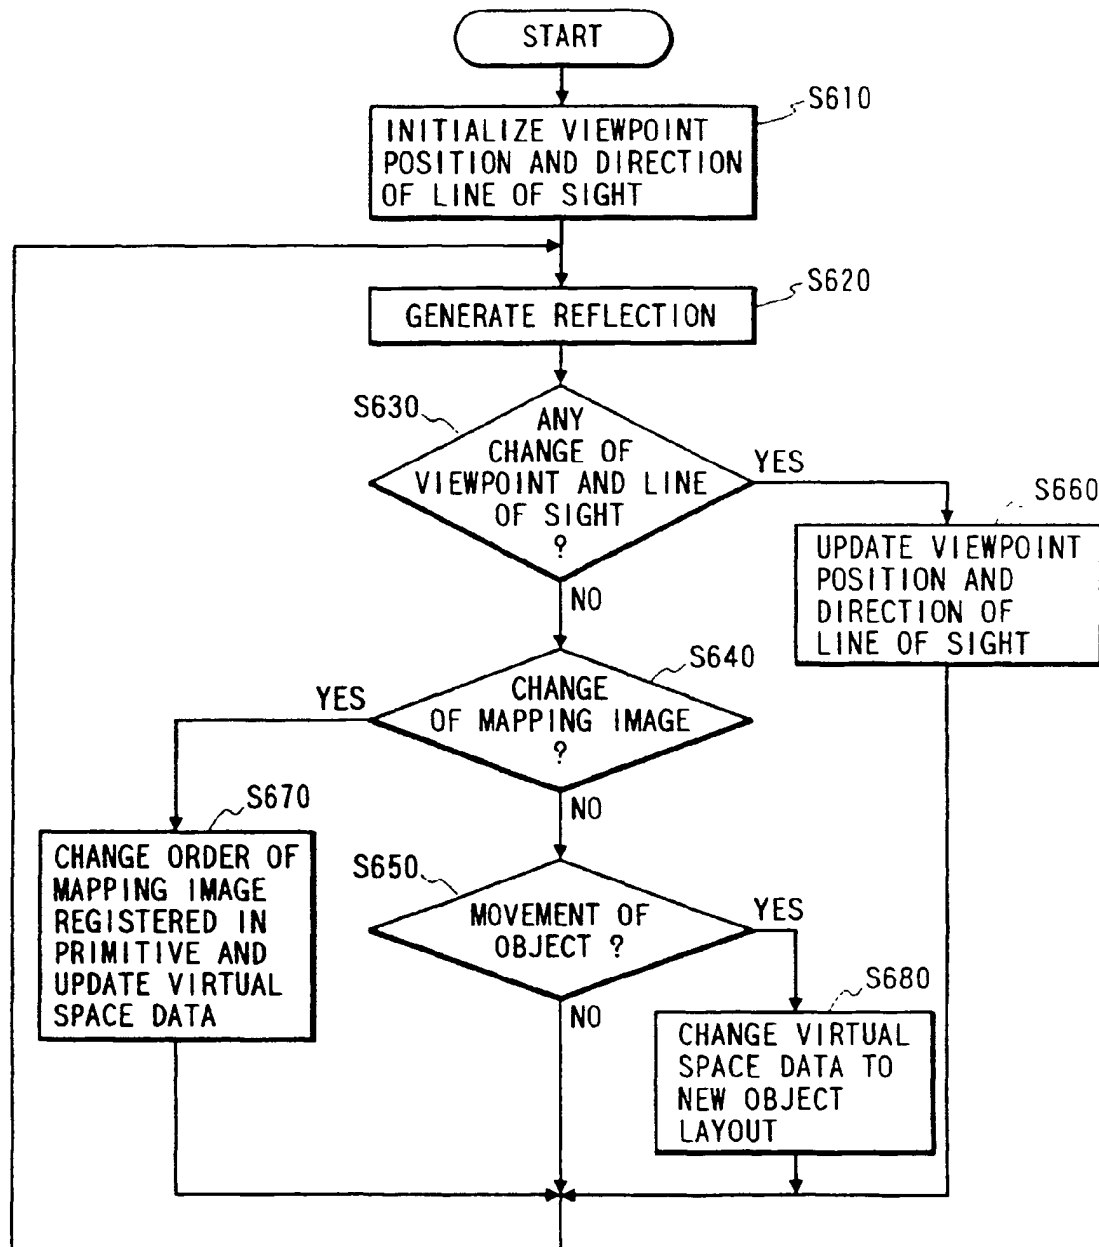 START
S610
INITIALIZE VIEWPOINT
POSITION AND DIRECTION
OF LINE OF SIGHT
S620
GENERATE REFLECTION
S630
ANY
CHANGE OF
VIEWPOINT AND LINE
OF SIGHT
?
YES
S660
UPDATE VIEWPOINT
POSITION AND
DIRECTION OF
LINE OF SIGHT
NO
S640
CHANGE
OF MAPPING IMAGE
?
YES
NO
S670
CHANGE ORDER OF
MAPPING IMAGE
REGISTERED IN
PRIMITIVE AND
UPDATE VIRTUAL
SPACE DATA
S650
MOVEMENT OF
OBJECT ?
YES
NO
S680
CHANGE VIRTUAL
SPACE DATA TO
NEW OBJECT
LAYOUT